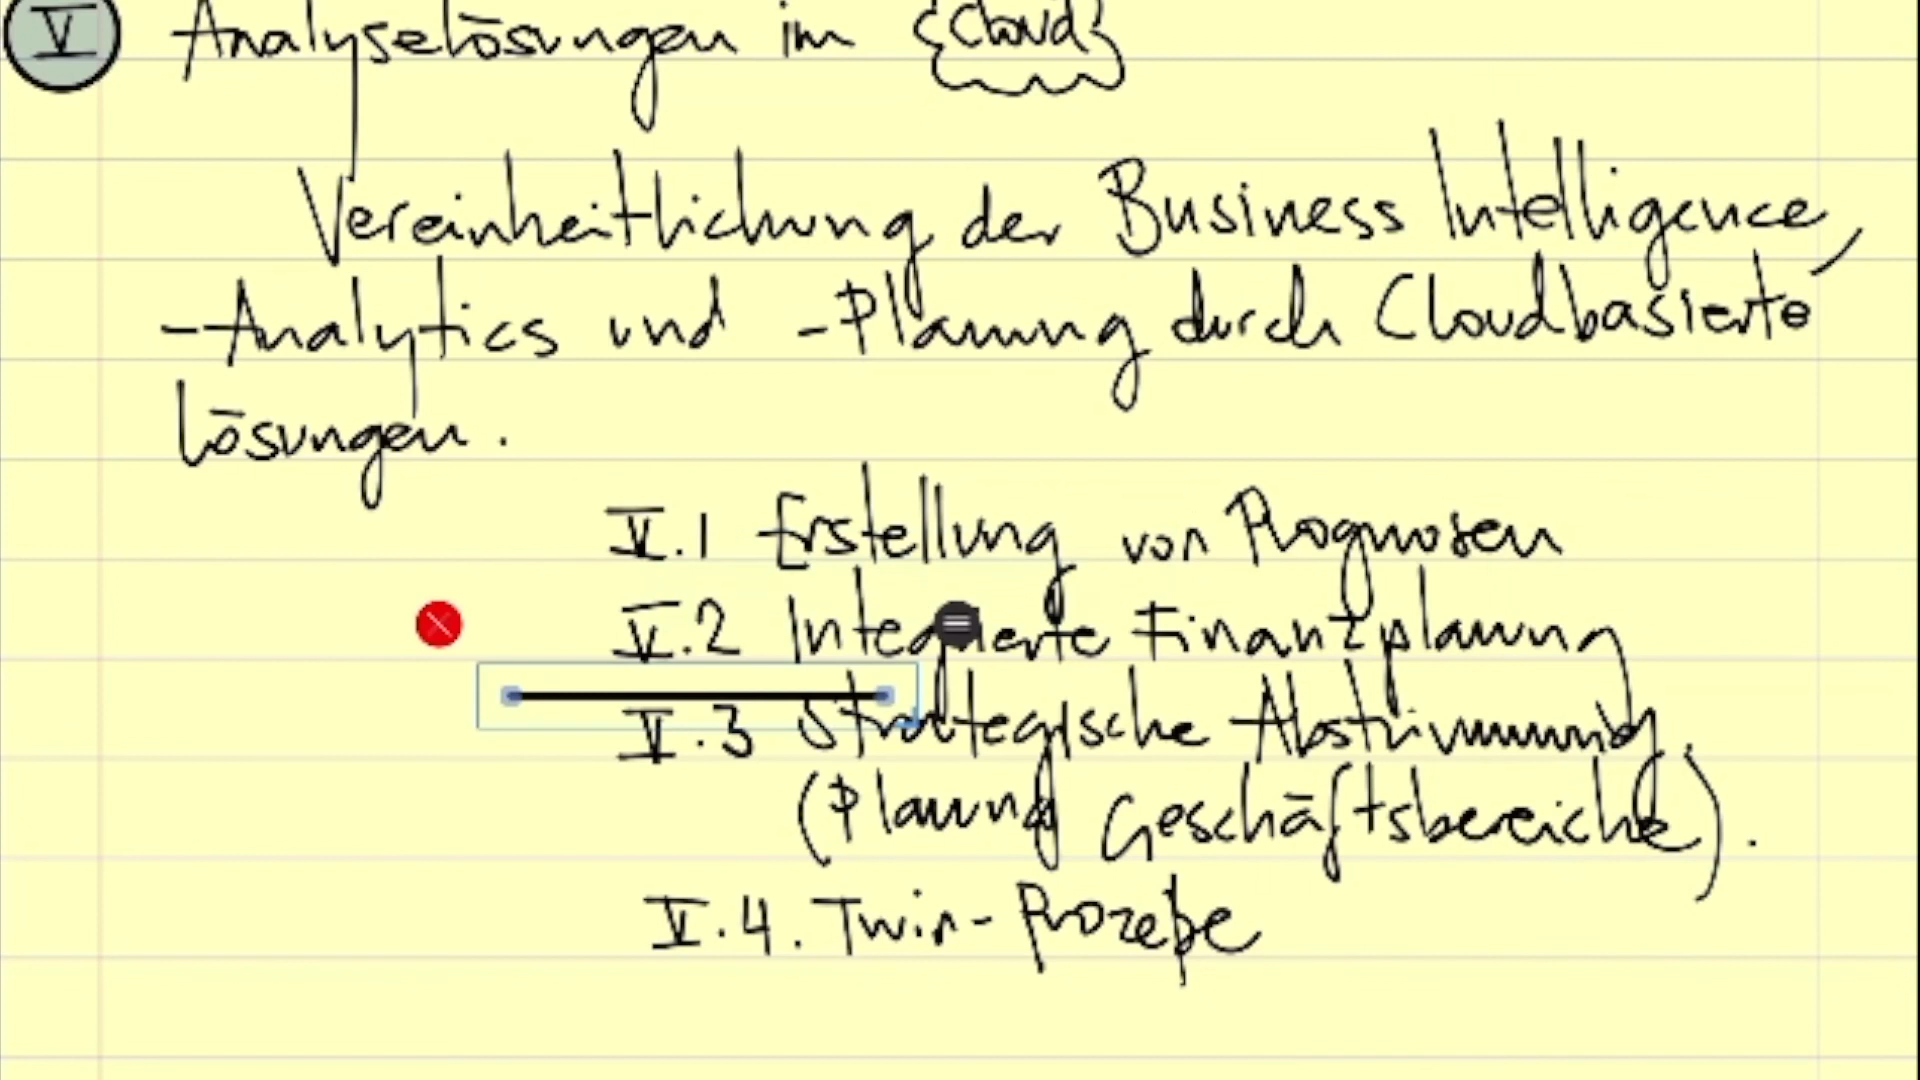 V Analyselösungen im {Cloud}
Vereinheitlichung der Business Intelligence,
-Analytics und -Planung durch Cloudbasierte
Lösungen.
V.1 Erstellung von Prognosen
V.2 Integrierte Finanzplanung
V.3 Strategische Abstimmung
(Planung Geschäftsbereiche).
V.4. Twin-Prozeße